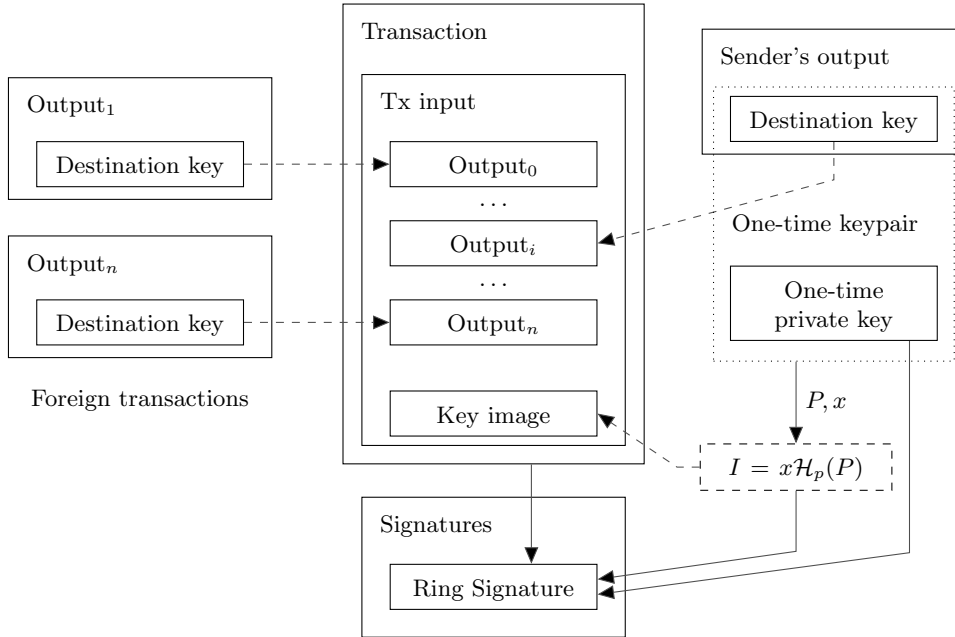 Transaction
Sender's output
Output₁
Tx input
Destination key
Destination key
Output₀
. . .
One-time keypair
Outputᵢ
Outputₙ
. . .
One-time
private key
Destination key
Outputₙ
Foreign transactions
P, x
Key image
I = xℋₚ(P)
Signatures
Ring Signature